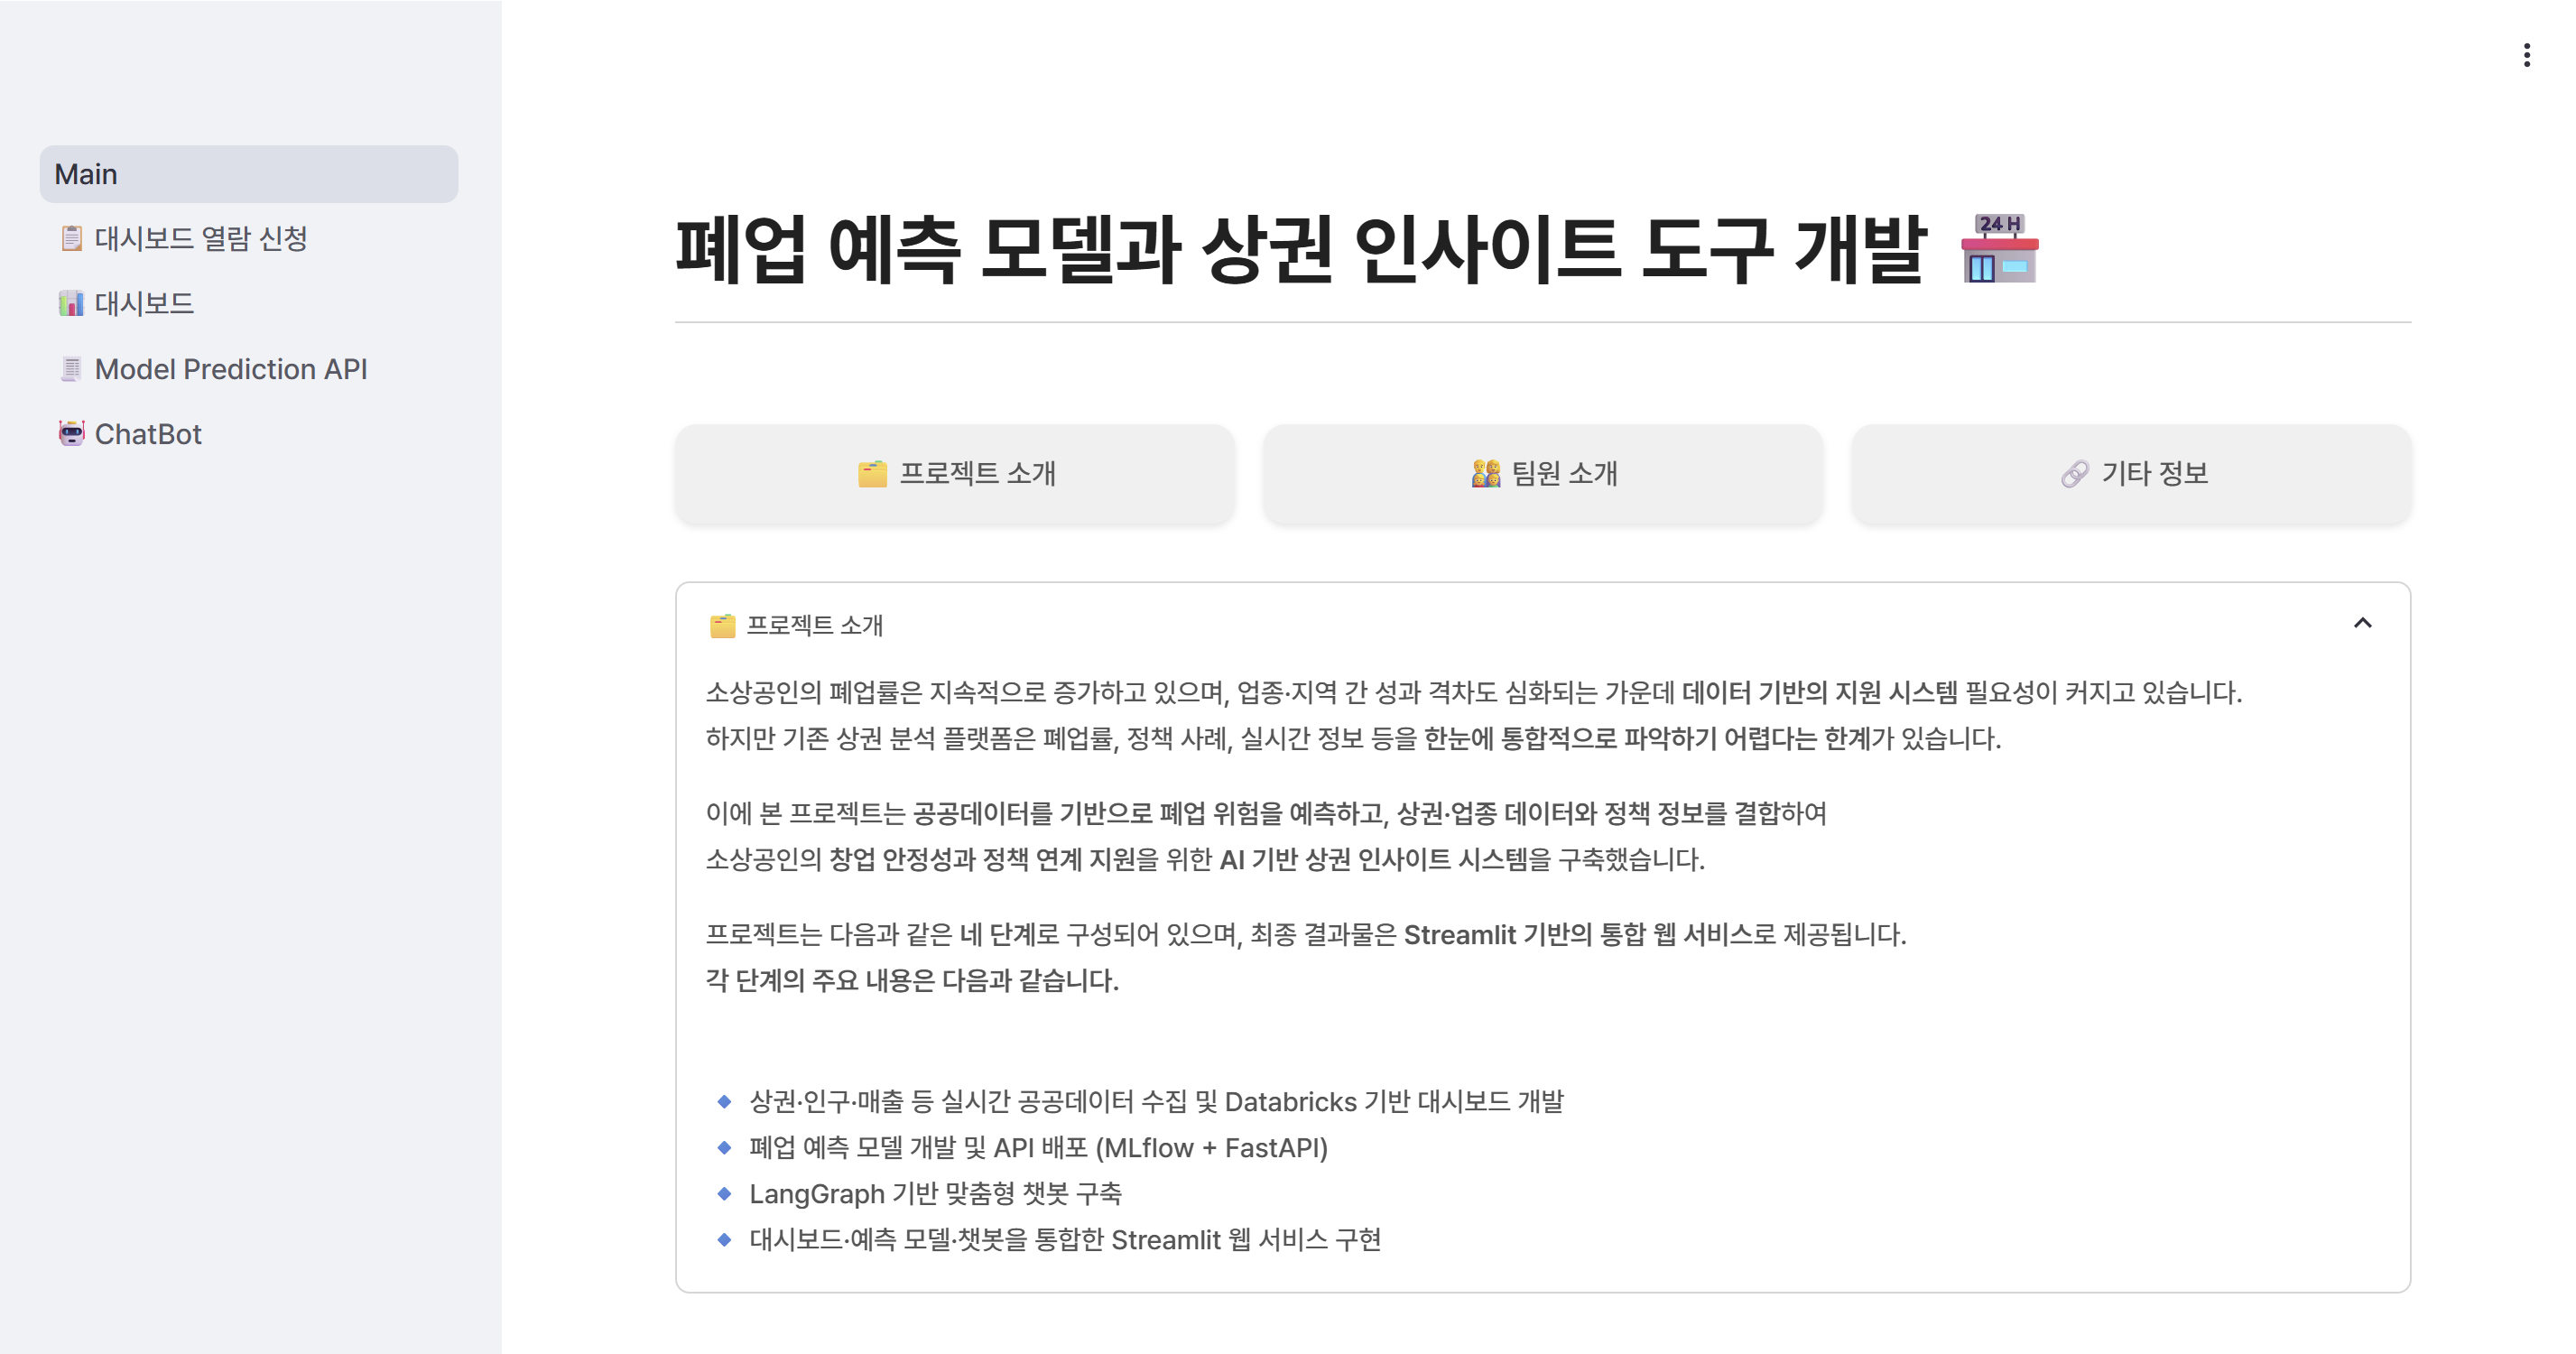 Main
대시보드 열람 신청
대시보드
Model Prediction API
ChatBot
폐업 예측 모델과 상권 인사이트 도구 개발
24 H
프로젝트 소개
팀원 소개
기타 정보
프로젝트 소개
소상공인의 폐업률은 지속적으로 증가하고 있으며, 업종·지역 간 성과 격차도 심화되는 가운데 데이터 기반의 지원 시스템 필요성이 커지고 있습니다.
하지만 기존 상권 분석 플랫폼은 폐업률, 정책 사례, 실시간 정보 등을 한눈에 통합적으로 파악하기 어렵다는 한계가 있습니다.
이에 본 프로젝트는 공공데이터를 기반으로 폐업 위험을 예측하고, 상권·업종 데이터와 정책 정보를 결합하여
소상공인의 창업 안정성과 정책 연계 지원을 위한 AI 기반 상권 인사이트 시스템을 구축했습니다.
프로젝트는 다음과 같은 네 단계로 구성되어 있으며, 최종 결과물은 Streamlit 기반의 통합 웹 서비스로 제공됩니다.
각 단계의 주요 내용은 다음과 같습니다.
상권·인구·매출 등 실시간 공공데이터 수집 및 Databricks 기반 대시보드 개발
폐업 예측 모델 개발 및 API 배포 (MLflow + FastAPI)
LangGraph 기반 맞춤형 챗봇 구축
대시보드·예측 모델·챗봇을 통합한 Streamlit 웹 서비스 구현